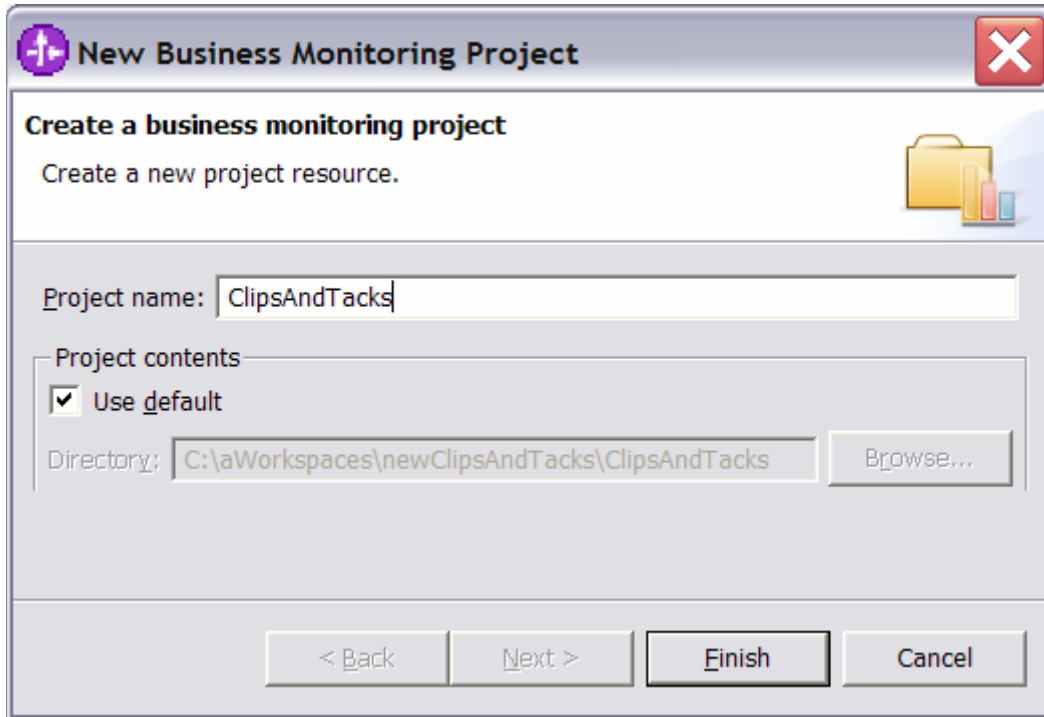 New Business Monitoring Project
Create a business monitoring project
Create a new project resource.
Project name: ClipsAndTacks
Project contents
Use default
Directory: C:\aWorkspaces\newClipsAndTacks\ClipsAndTacks Browse...
< Back Next > Finish Cancel